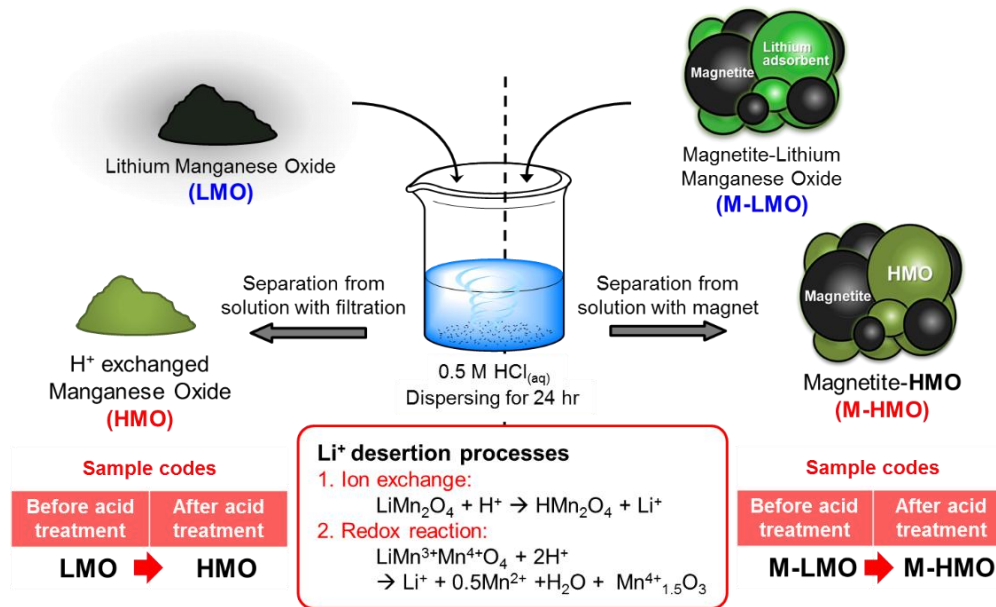 Lithium Manganese Oxide
(LMO)
Magnetite
Lithium
adsorbent
Magnetite-Lithium
Manganese Oxide
(M-LMO)
Separation from
solution with filtration
Separation from
solution with magnet
H⁺ exchanged
Manganese Oxide
(HMO)
0.5 M HCl(aq)
Dispersing for 24 hr
Magnetite
HMO
Magnetite-HMO
(M-HMO)
Sample codes
Before acid
treatment
After acid
treatment
LMO
HMO
Li⁺ desertion processes
1. Ion exchange:
LiMn₂O₄ + H⁺ → HMn₂O₄ + Li⁺
2. Redox reaction:
LiMn³⁺Mn⁴⁺O₄ + 2H⁺
→ Li⁺ + 0.5Mn²⁺ +H₂O + Mn⁴⁺₁.₅O₃
Sample codes
Before acid
treatment
After acid
treatment
M-LMO
M-HMO